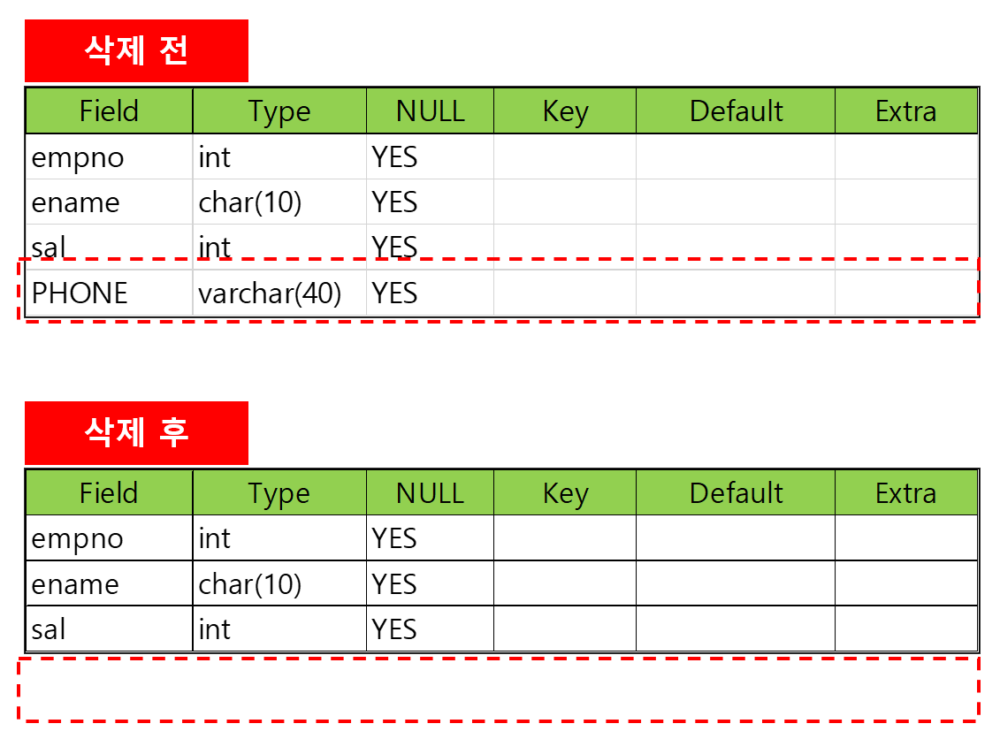 삭제 전
Field Type NULL Key Default Extra
empno int YES
ename char(10) YES
sal int YES
PHONE varchar(40) YES
삭제 후
Field Type NULL Key Default Extra
empno int YES
ename char(10) YES
sal int YES